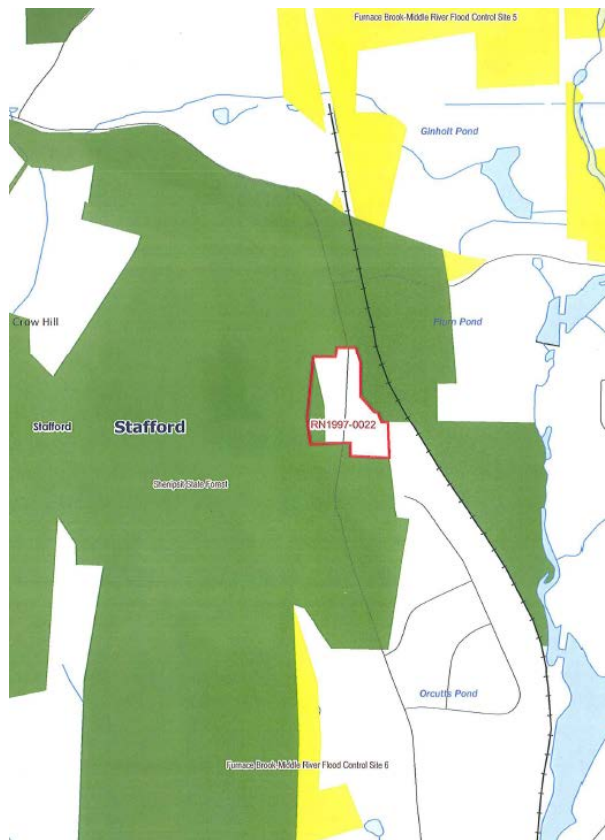 Furnace Brook-Middle River Flood Control Site 5
Ginholt Pond
Crow Hill
Plum Pond
RN1997-0022
Stafford
Stafford
Shenipsit State Forest
Orcutts Pond
Furnace Brook-Middle River Flood Control Site 6